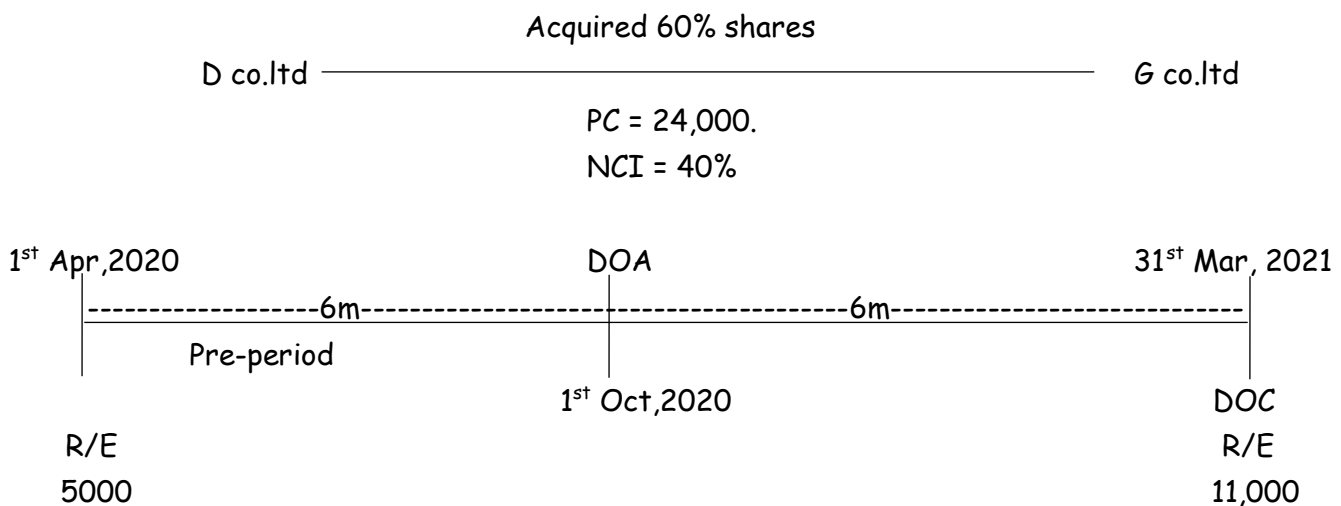 Acquired 60% shares
D co.ltd G co.ltd
PC = 24,000.
NCI = 40%
1st Apr,2020 DOA 31st Mar, 2021
6m 6m
Pre-period
1st Oct,2020 DOC
R/E R/E
5000 11,000